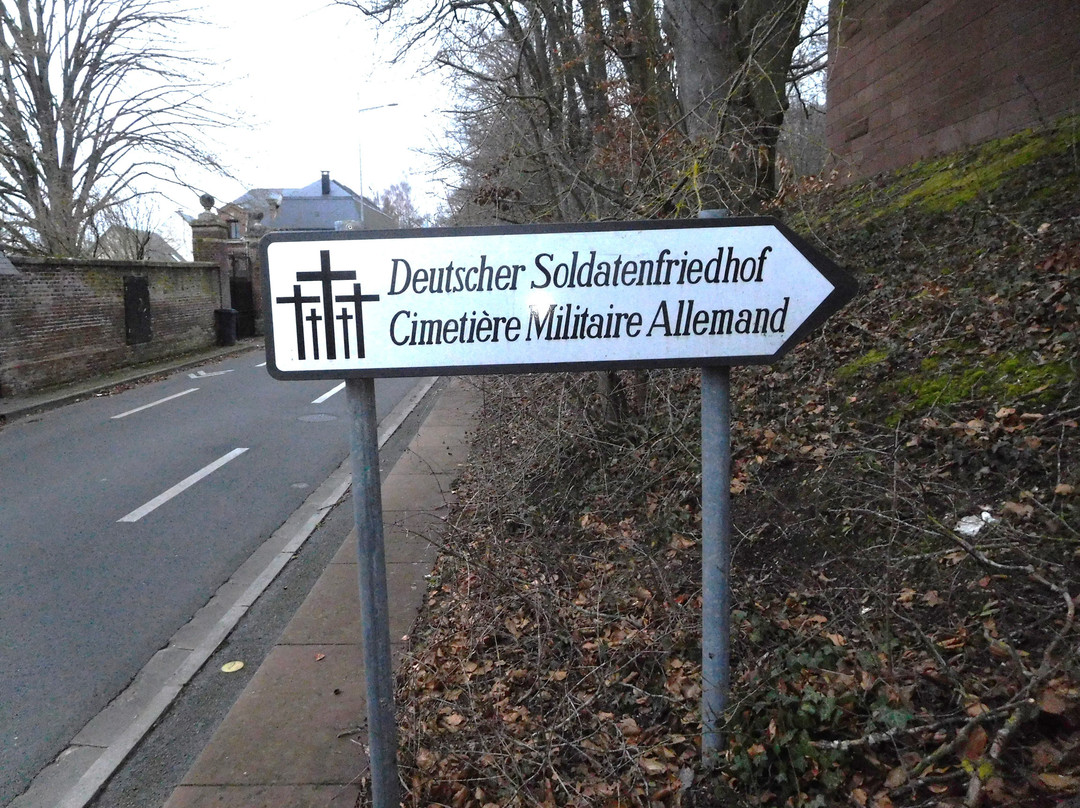 Deutscher Soldatenfriedhof
Cimetière Militaire Allemand